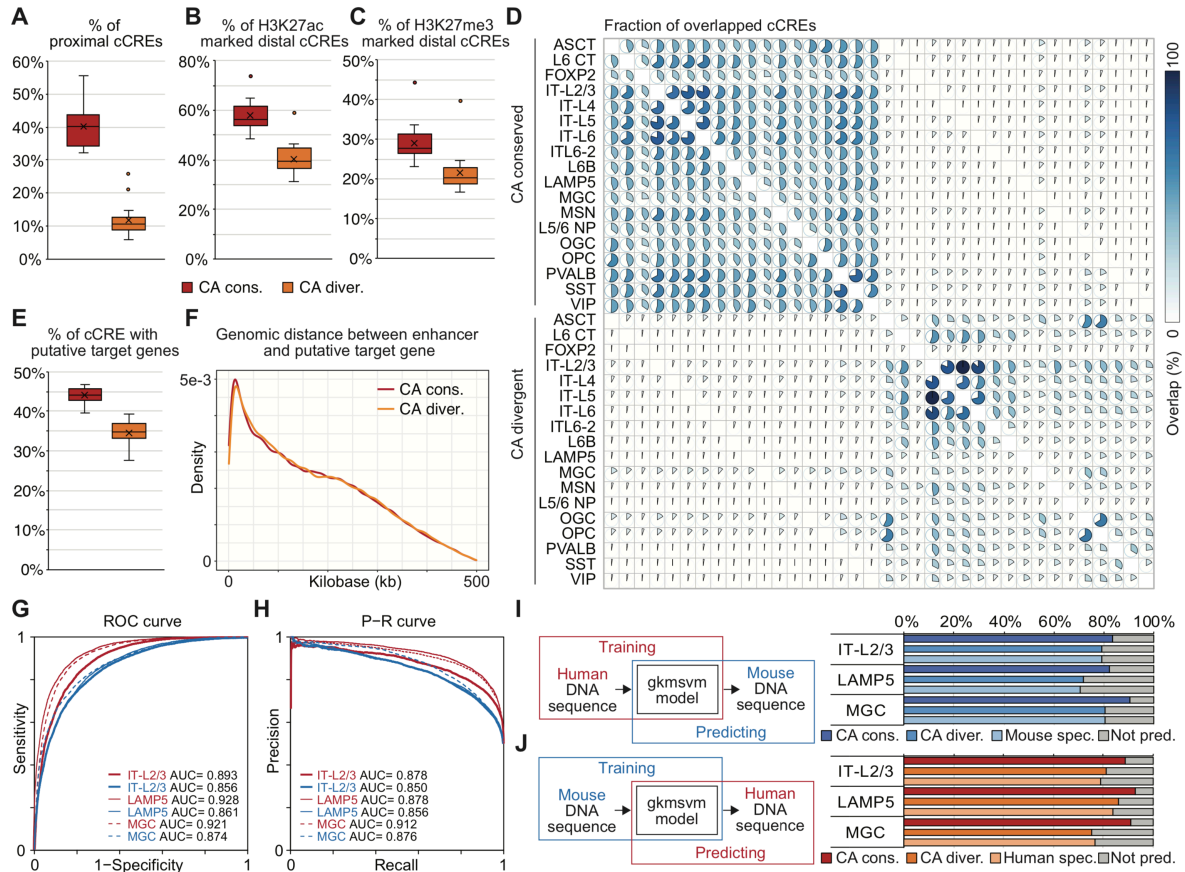 A
% of
proximal cCREs
60%
50%
40%
30%
20%
10%
0%
B
% of H3K27ac
marked distal cCREs
80%
60%
40%
20%
0%
C
% of H3K27me3
marked distal cCREs
50%
40%
30%
20%
10%
0%
CA cons.
CA diver.
D
Fraction of overlapped cCREs
CA conserved
ASCT
L6 CT
FOXP2
IT-L2/3
IT-L4
IT-L5
IT-L6
ITL6-2
L6B
LAMP5
MGC
MSN
L5/6 NP
OGC
OPC
PVALB
SST
VIP
CA divergent
ASCT
L6 CT
FOXP2
IT-L2/3
IT-L4
IT-L5
IT-L6
ITL6-2
L6B
LAMP5
MGC
MSN
L5/6 NP
OGC
OPC
PVALB
SST
VIP
100
0
Overlap (%)
E
% of cCRE with
putative target genes
50%
40%
30%
20%
10%
0%
F
Genomic distance between enhancer
and putative target gene
5e-3
Density
0
CA cons.
CA diver.
0
Kilobase (kb)
500
G
ROC curve
1
Sensitivity
0
IT-L2/3 AUC= 0.893
IT-L2/3 AUC= 0.856
LAMP5 AUC= 0.928
LAMP5 AUC= 0.861
MGC AUC= 0.921
MGC AUC= 0.874
0
1−Specificity
1
H
P−R curve
1
Precision
0
IT-L2/3 AUC= 0.878
IT-L2/3 AUC= 0.850
LAMP5 AUC= 0.878
LAMP5 AUC= 0.856
MGC AUC= 0.912
MGC AUC= 0.876
0
Recall
1
I
Training
Human
DNA
sequence
gkmsvm
model
Mouse
DNA
sequence
Predicting
0% 20% 40% 60% 80% 100%
IT-L2/3
LAMP5
MGC
CA cons.
CA diver.
Mouse spec.
Not pred.
J
Training
Mouse
DNA
sequence
gkmsvm
model
Human
DNA
sequence
Predicting
IT-L2/3
LAMP5
MGC
CA cons.
CA diver.
Human spec.
Not pred.